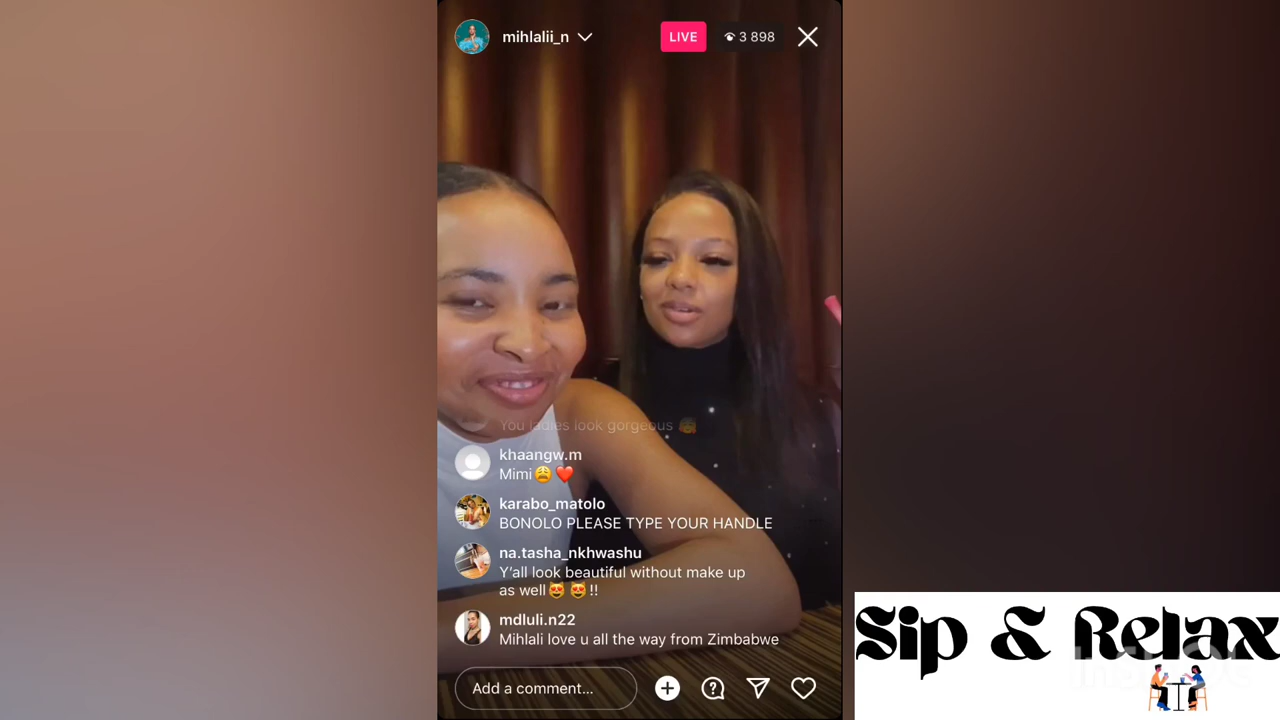 mihlalii_n
LIVE
3 898
You ladies look gorgeous
khaangw.m
Mimi😩❤️
karabo_matolo
BONOLO PLEASE TYPE YOUR HANDLE
na.tasha_nkhwashu
Y'all look beautiful without make up
as well😻😻!!
mdluli.n22
Mihlali love u all the way from Zimbabwe
Add a comment...
Sip & Relax